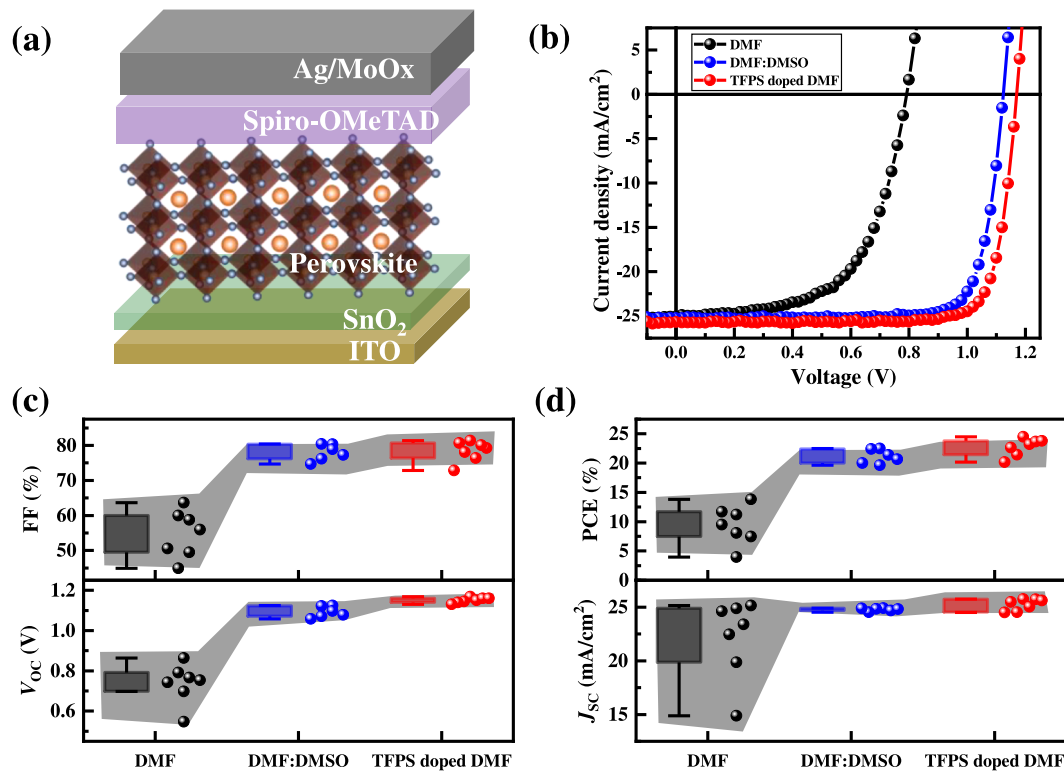 (a)
Ag/MoOx
Spiro-OMeTAD
Perovskite
SnO₂
ITO
(b)
DMF
DMF:DMSO
TFPS doped DMF
Current density (mA/cm²)
5
0
-5
-10
-15
-20
-25
0.0 0.2 0.4 0.6 0.8 1.0 1.2
Voltage (V)
(c)
FF (%)
80
70
60
50
V_OC (V)
1.2
1.0
0.8
0.6
DMF DMF:DMSO TFPS doped DMF
(d)
PCE (%)
25
20
15
10
5
0
J_SC (mA/cm²)
25
20
15
DMF DMF:DMSO TFPS doped DMF